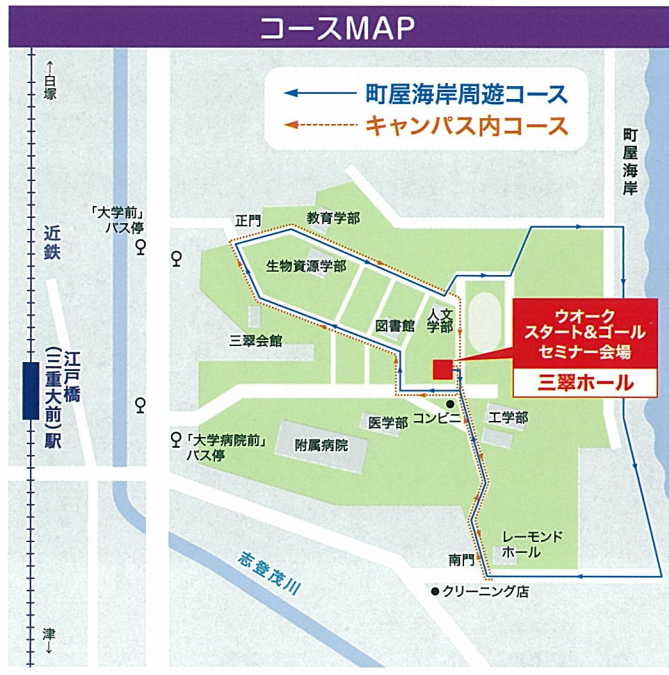 コースMAP
↑白塚
町屋海岸周遊コース
キャンパス内コース
町屋海岸
「大学前」
バス停
正門
教育学部
近鉄
生物資源学部
人文
学部
図書館
三翠会館
ウオーク
スタート&ゴール
セミナー会場
三翠ホール
江戸橋
(三重大前)駅
医学部
コンビニ
工学部
「大学病院前」
バス停
附属病院
レーモンド
ホール
南門
志登茂川
クリーニング店
津→